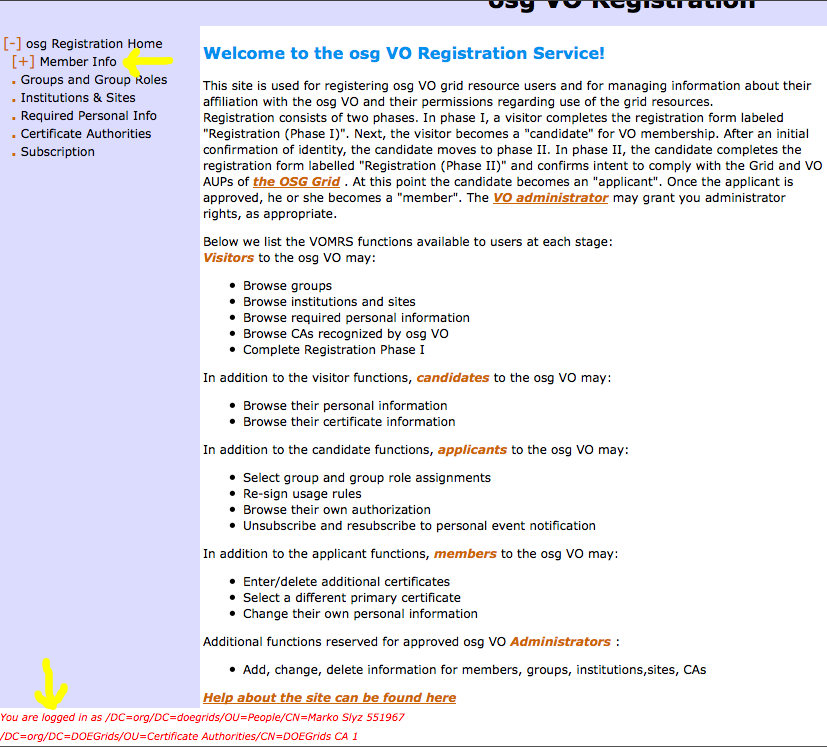 osg VO Registration
[-] osg Registration Home
[+] Member Info
. Groups and Group Roles
. Institutions & Sites
. Required Personal Info
. Certificate Authorities
. Subscription
Welcome to the osg VO Registration Service!
This site is used for registering osg VO grid resource users and for managing information about their
affiliation with the osg VO and their permissions regarding use of the grid resources.
Registration consists of two phases. In phase I, a visitor completes the registration form labeled
"Registration (Phase I)". Next, the visitor becomes a "candidate" for VO membership. After an initial
confirmation of identity, the candidate moves to phase II. In phase II, the candidate completes the
registration form labelled "Registration (Phase II)" and confirms intent to comply with the Grid and VO
AUPs of the OSG Grid . At this point the candidate becomes an "applicant". Once the applicant is
approved, he or she becomes a "member". The VO administrator may grant you administrator
rights, as appropriate.
Below we list the VOMRS functions available to users at each stage:
Visitors to the osg VO may:
• Browse groups
• Browse institutions and sites
• Browse required personal information
• Browse CAs recognized by osg VO
• Complete Registration Phase I
In addition to the visitor functions, candidates to the osg VO may:
• Browse their personal information
• Browse their certificate information
In addition to the candidate functions, applicants to the osg VO may:
• Select group and group role assignments
• Re-sign usage rules
• Browse their own authorization
• Unsubscribe and resubscribe to personal event notification
In addition to the applicant functions, members to the osg VO may:
• Enter/delete additional certificates
• Select a different primary certificate
• Change their own personal information
Additional functions reserved for approved osg VO Administrators :
• Add, change, delete information for members, groups, institutions,sites, CAs
Help about the site can be found here
You are logged in as /DC=org/DC=doegrids/OU=People/CN=Marko Slyz 551967
/DC=org/DC=DOEGrids/OU=Certificate Authorities/CN=DOEGrids CA 1